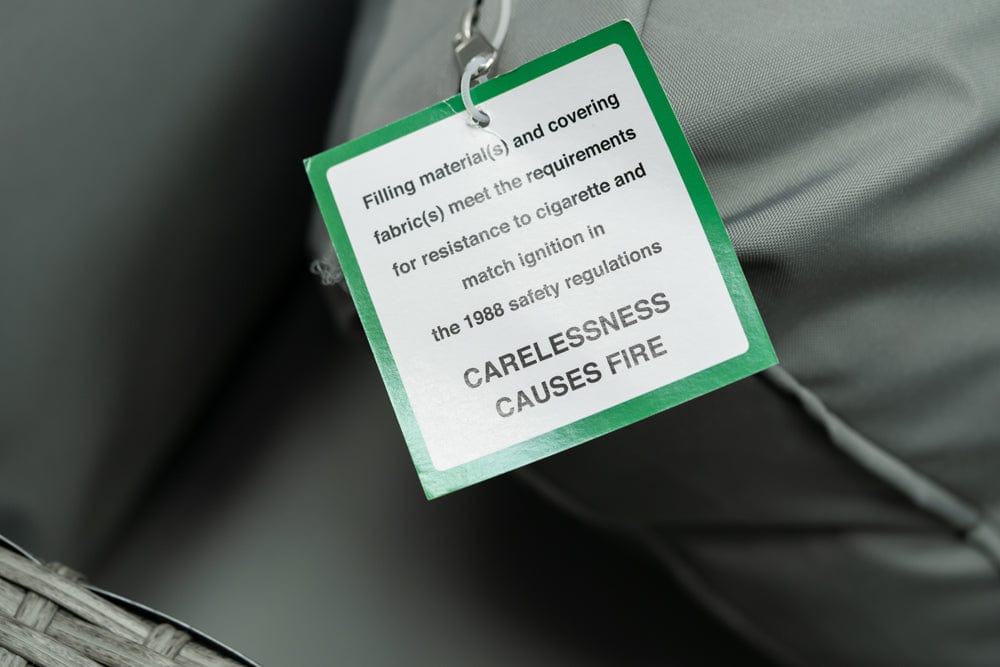 Filling material(s) and covering
fabric(s) meet the requirements
for resistance to cigarette and
match ignition in
the 1988 safety regulations
CARELESSNESS
CAUSES FIRE